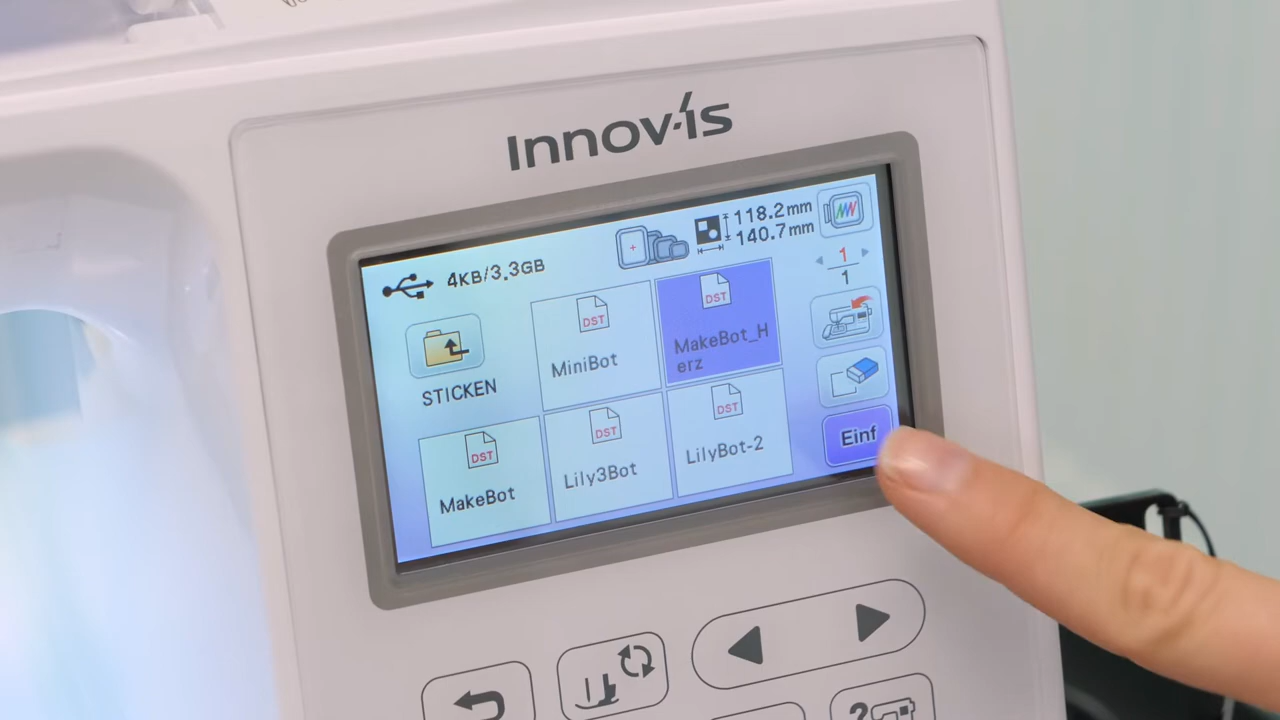 Innov-ís
4KB/3.3GB
118.2mm
140.7mm
1
1
STICKEN
DST
MiniBot
DST
MakeBot_H
erz
DST
MakeBot
DST
Lily3Bot
DST
LilyBot-2
Einf
?